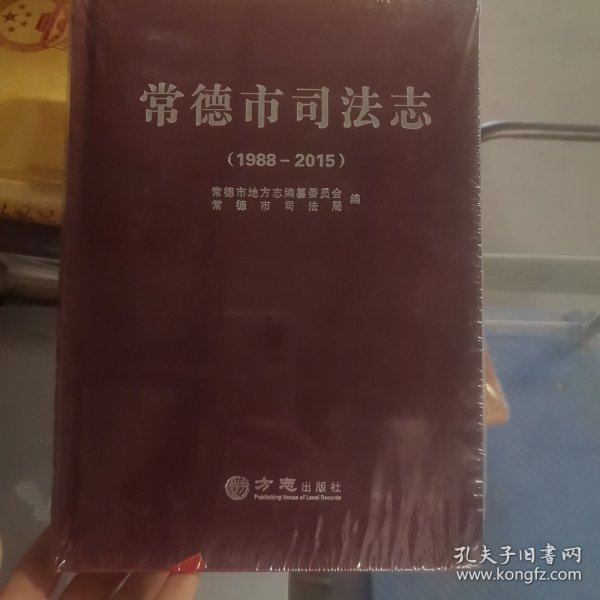 常德市司法志
（1988－2015）
常德市地方志编纂委员会
常德市司法局 编
方志出版社
Publishing House of Local Records
孔夫子旧书网
www.kongfz.com